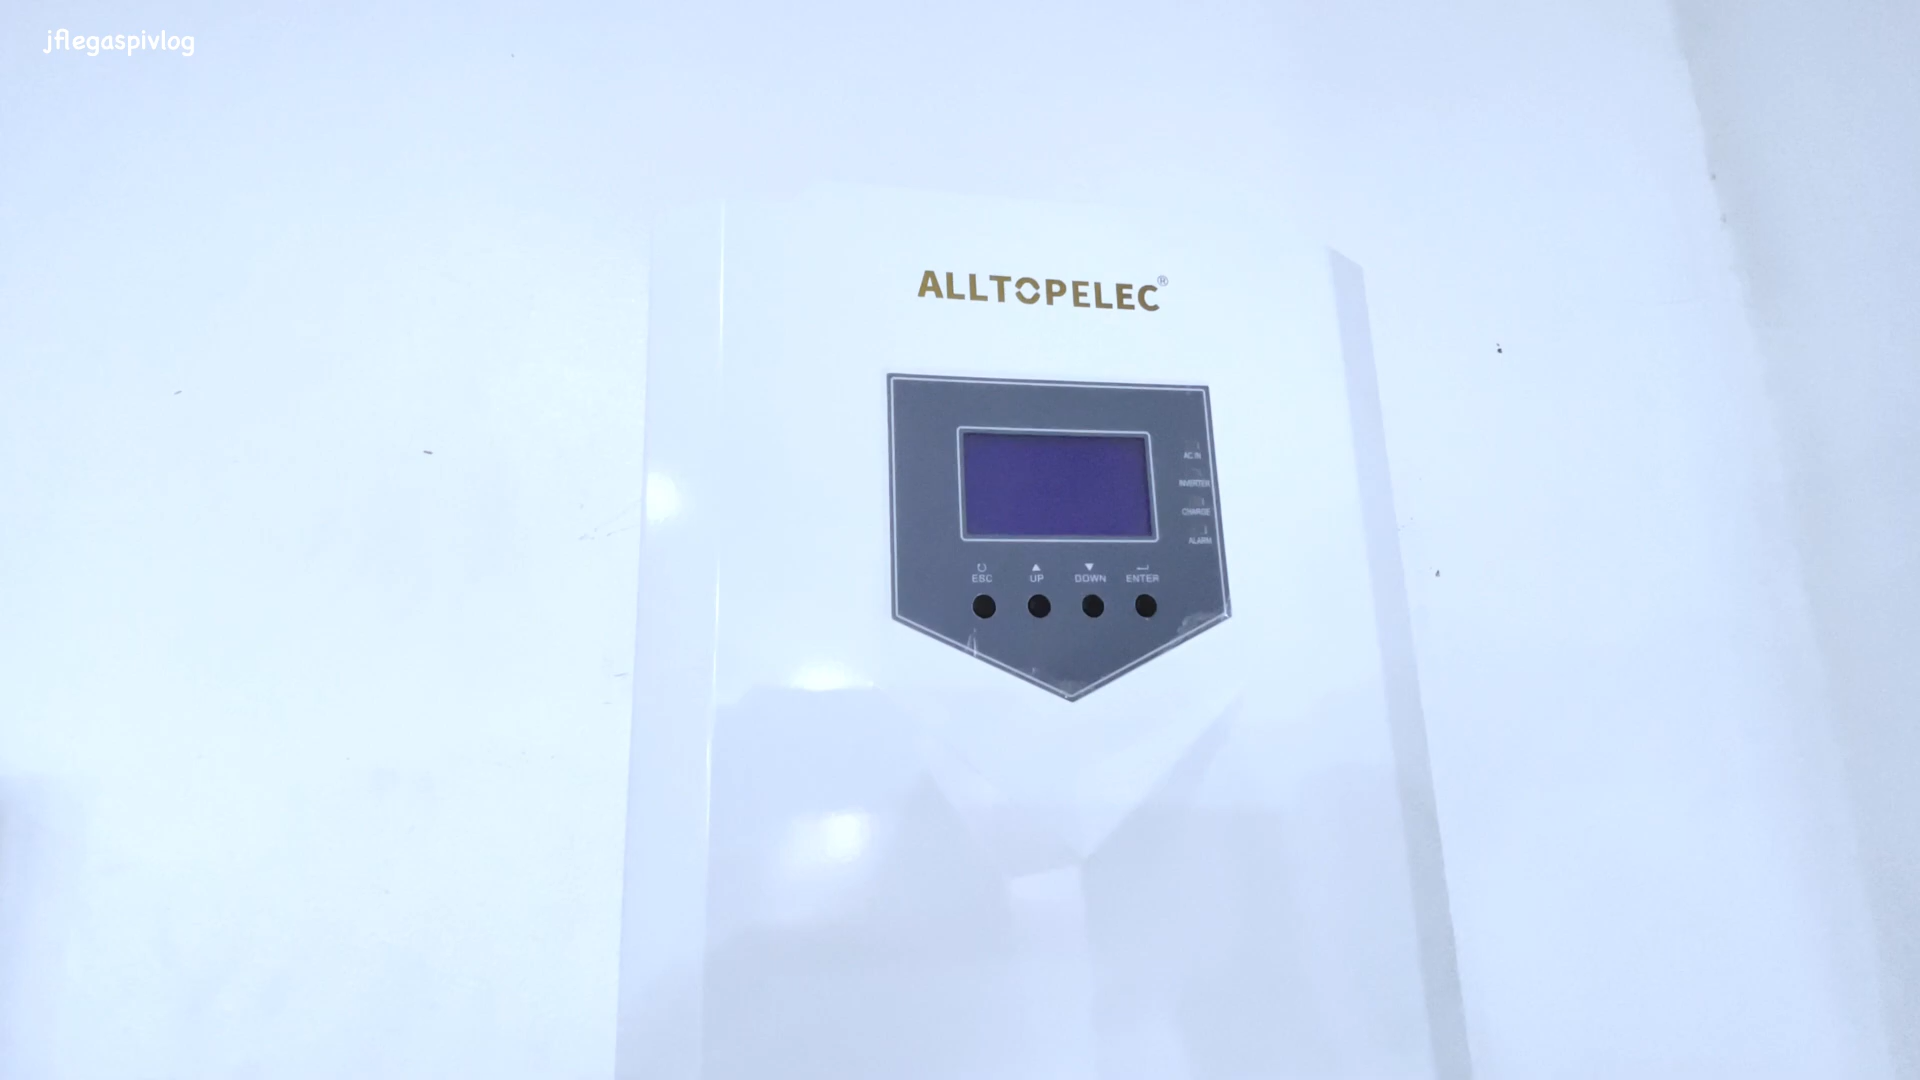 jflegaspivlog
ALLTOPELEC®
AC IN
INVERTER
CHARGE
ALARM
ESC UP DOWN ENTER